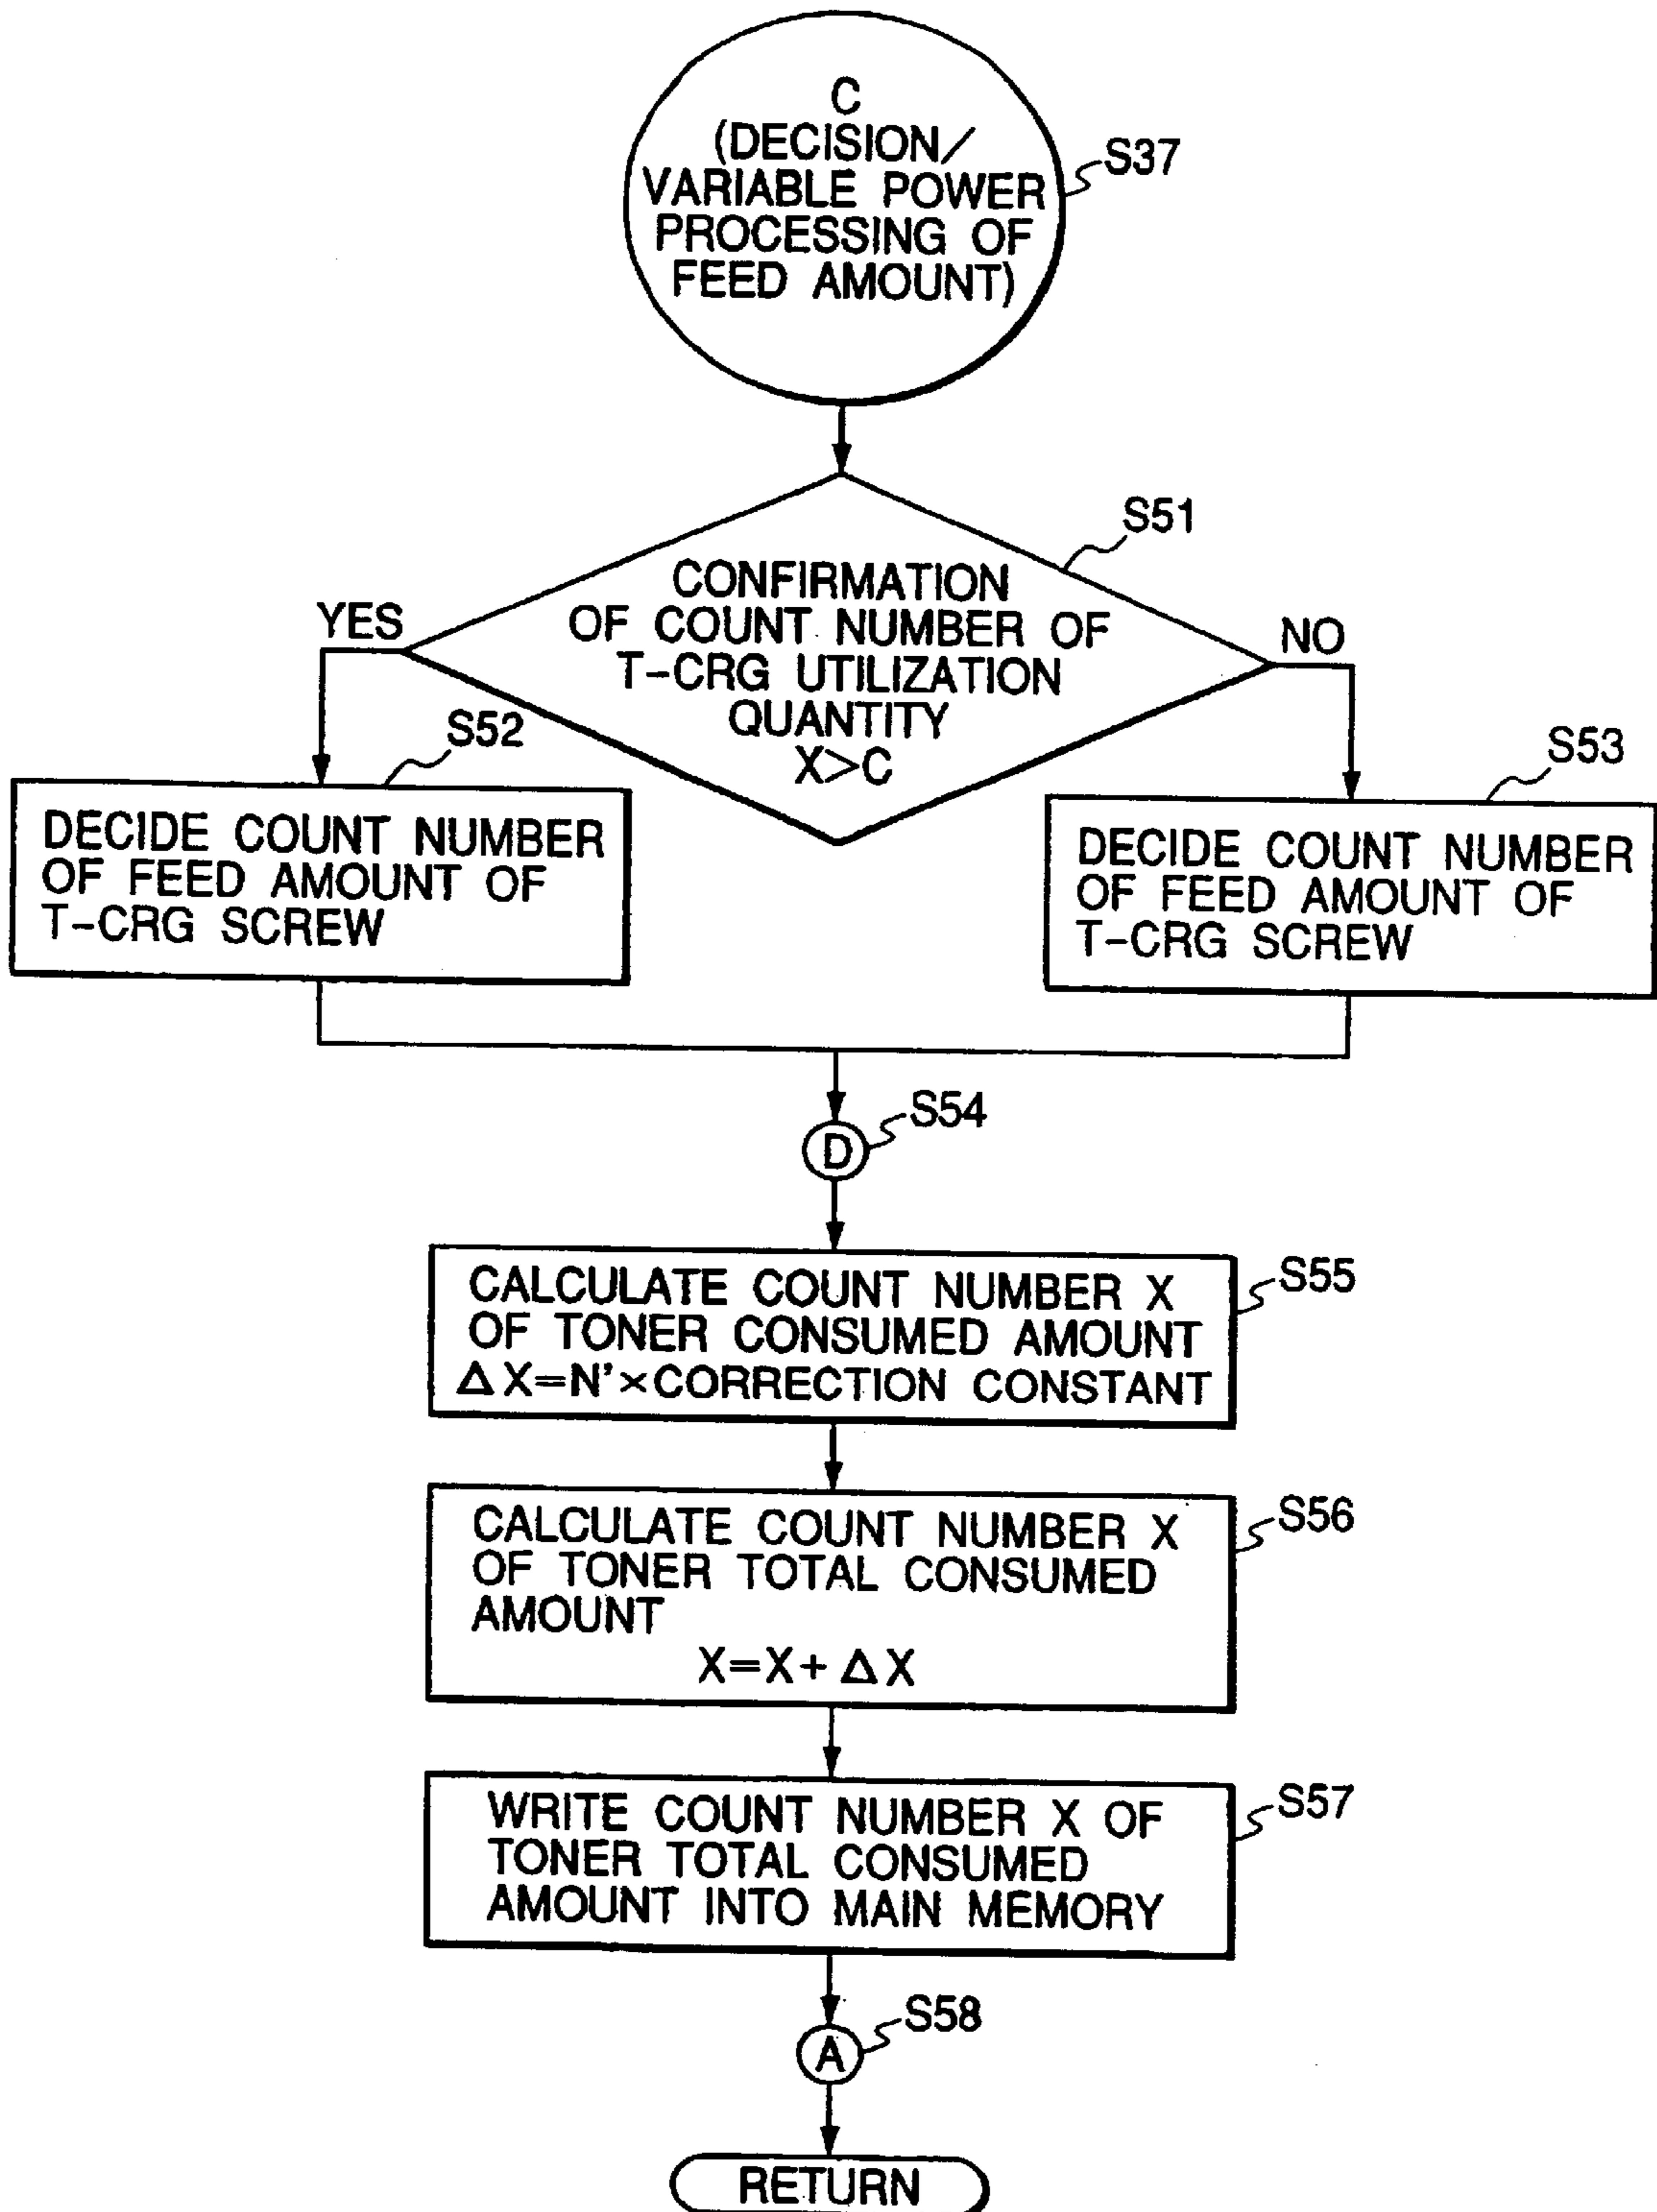 C
(DECISION/
VARIABLE POWER
PROCESSING OF
FEED AMOUNT)
S37
S51
CONFIRMATION
OF COUNT NUMBER OF
T-CRG UTILIZATION
QUANTITY
X>C
YES
NO
S52
DECIDE COUNT NUMBER
OF FEED AMOUNT OF
T-CRG SCREW
S53
DECIDE COUNT NUMBER
OF FEED AMOUNT OF
T-CRG SCREW
D
S54
CALCULATE COUNT NUMBER X
OF TONER CONSUMED AMOUNT
ΔX=N'×CORRECTION CONSTANT
S55
CALCULATE COUNT NUMBER X
OF TONER TOTAL CONSUMED
AMOUNT
X=X+ΔX
S56
WRITE COUNT NUMBER X OF
TONER TOTAL CONSUMED
AMOUNT INTO MAIN MEMORY
S57
A
S58
RETURN